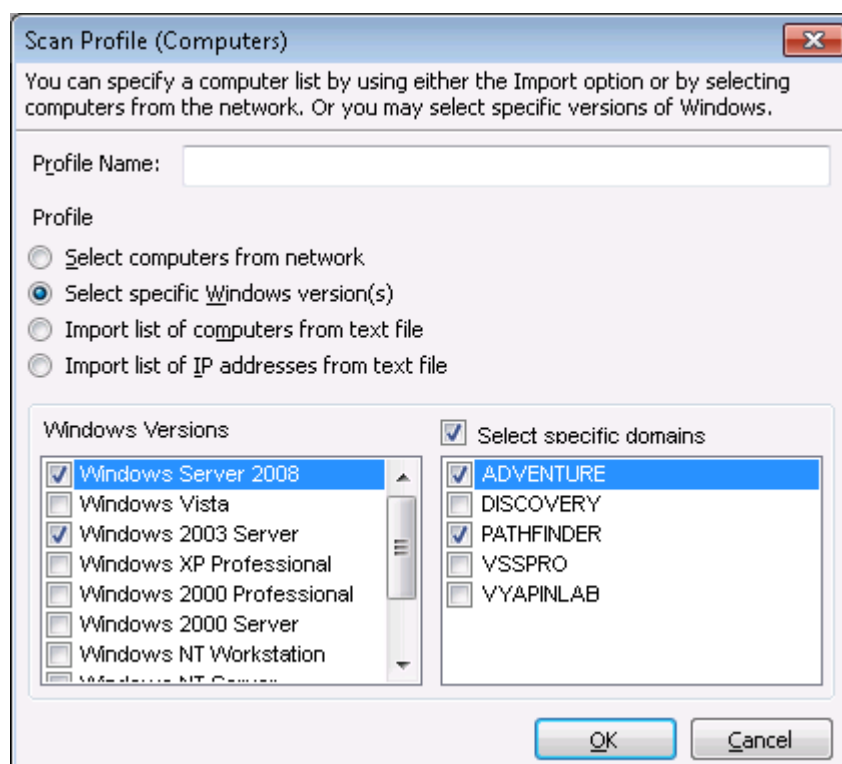 Scan Profile (Computers)
You can specify a computer list by using either the Import option or by selecting
computers from the network. Or you may select specific versions of Windows.
Profile Name:
Profile
Select computers from network
Select specific Windows version(s)
Import list of computers from text file
Import list of IP addresses from text file
Windows Versions
Windows Server 2008
Windows Vista
Windows 2003 Server
Windows XP Professional
Windows 2000 Professional
Windows 2000 Server
Windows NT Workstation
Select specific domains
ADVENTURE
DISCOVERY
PATHFINDER
VSSPRO
VYAPINLAB
OK
Cancel